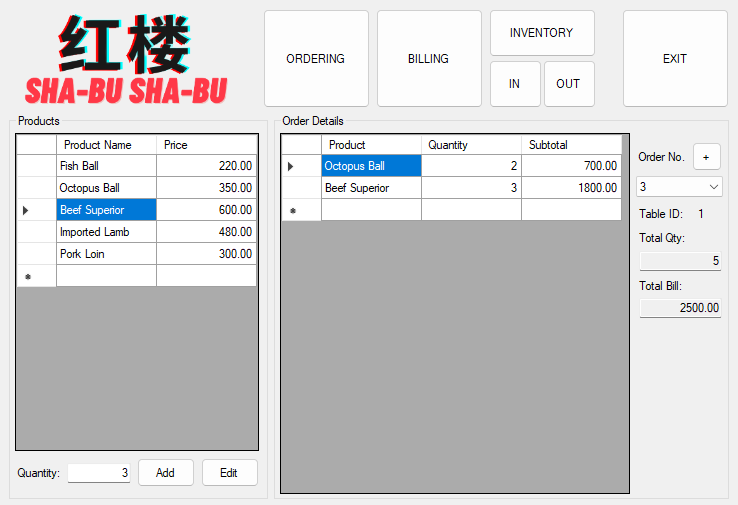 红楼
SHA-BU SHA-BU
ORDERING
BILLING
INVENTORY
IN
OUT
EXIT
Products
Product Name Price
Fish Ball 220.00
Octopus Ball 350.00
Beef Superior 600.00
Imported Lamb 480.00
Pork Loin 300.00
Quantity: 3 Add Edit
Order Details
Product Quantity Subtotal
Octopus Ball 2 700.00
Beef Superior 3 1800.00
Order No. +
3
Table ID: 1
Total Qty:
5
Total Bill:
2500.00